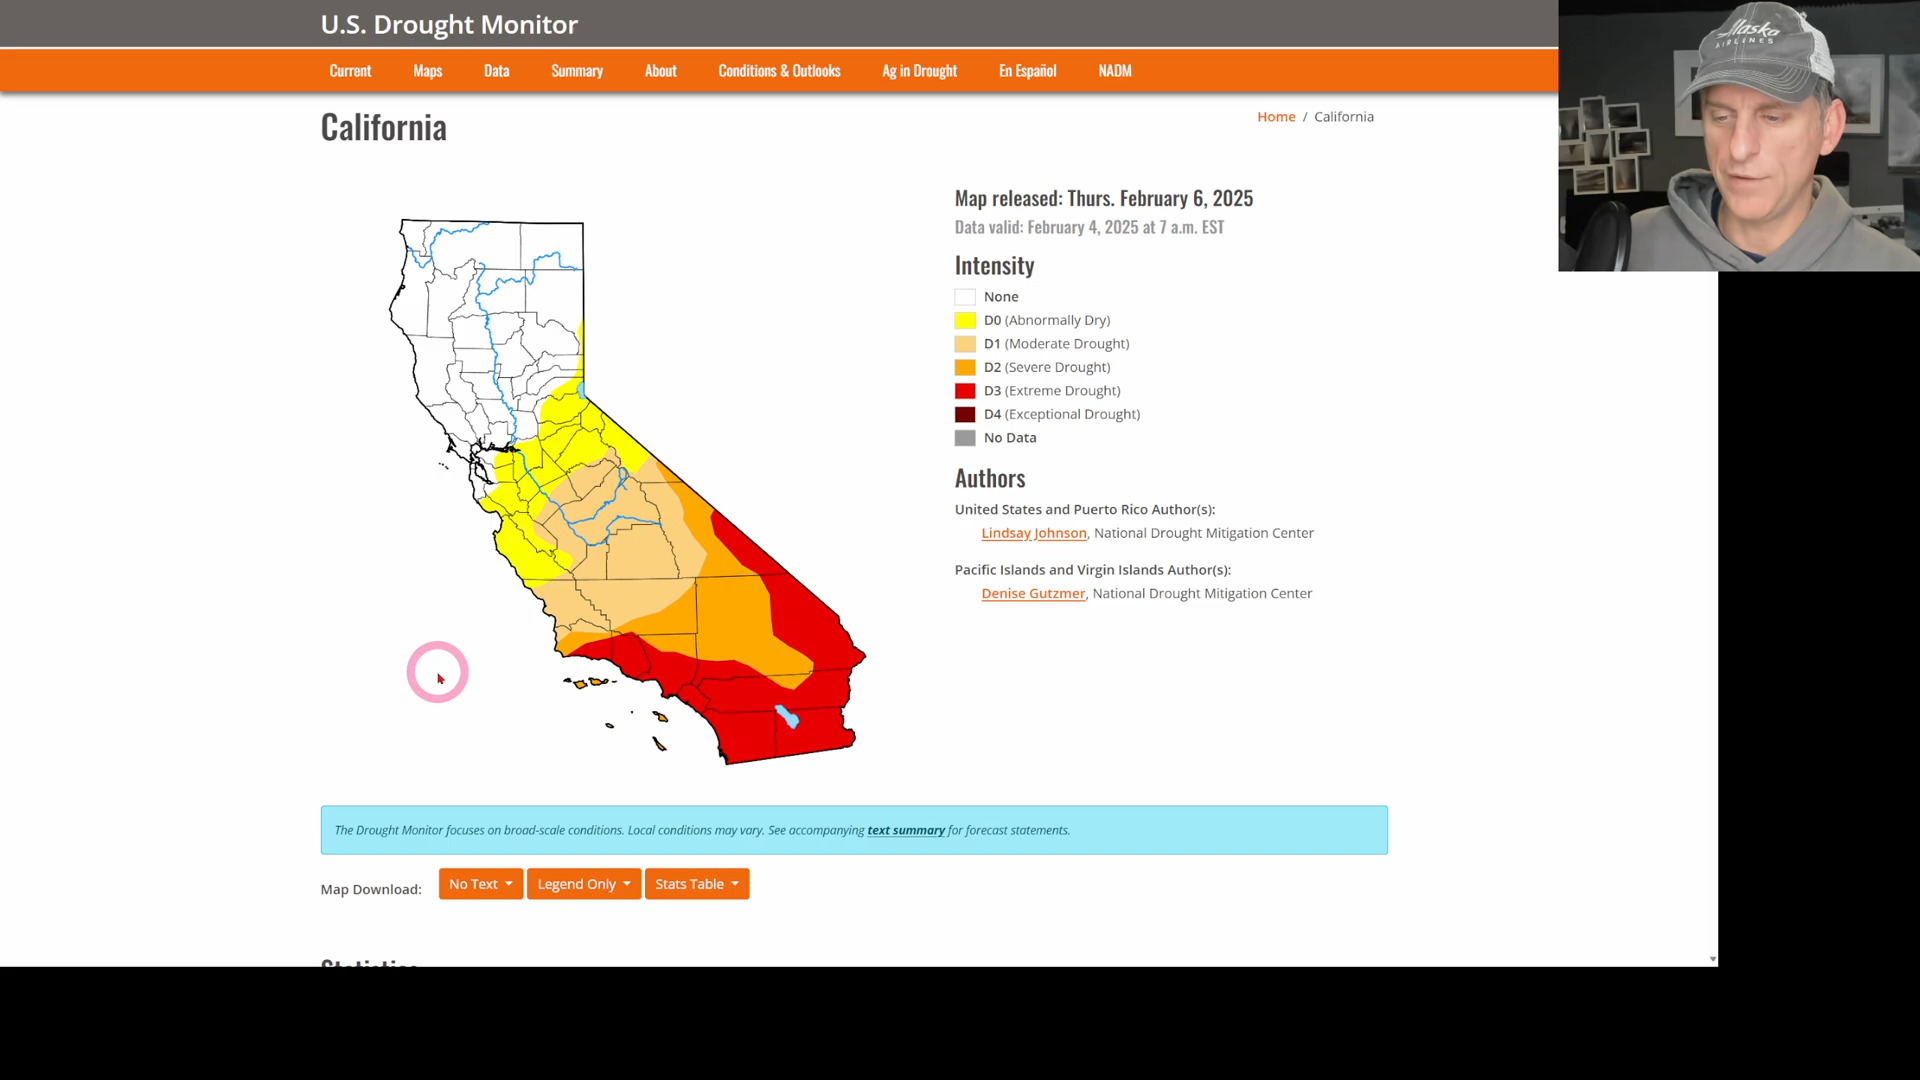 U.S. Drought Monitor
Current Maps Data Summary About Conditions & Outlooks Ag in Drought En Español NADM
California
Home / California
Map released: Thurs. February 6, 2025
Data valid: February 4, 2025 at 7 a.m. EST
Intensity
None
D0 (Abnormally Dry)
D1 (Moderate Drought)
D2 (Severe Drought)
D3 (Extreme Drought)
D4 (Exceptional Drought)
No Data
Authors
United States and Puerto Rico Author(s):
Lindsay Johnson, National Drought Mitigation Center
Pacific Islands and Virgin Islands Author(s):
Denise Gutzmer, National Drought Mitigation Center
The Drought Monitor focuses on broad-scale conditions. Local conditions may vary. See accompanying text summary for forecast statements.
Map Download: No Text Legend Only Stats Table
Statistics
Alaska
AIRLINES